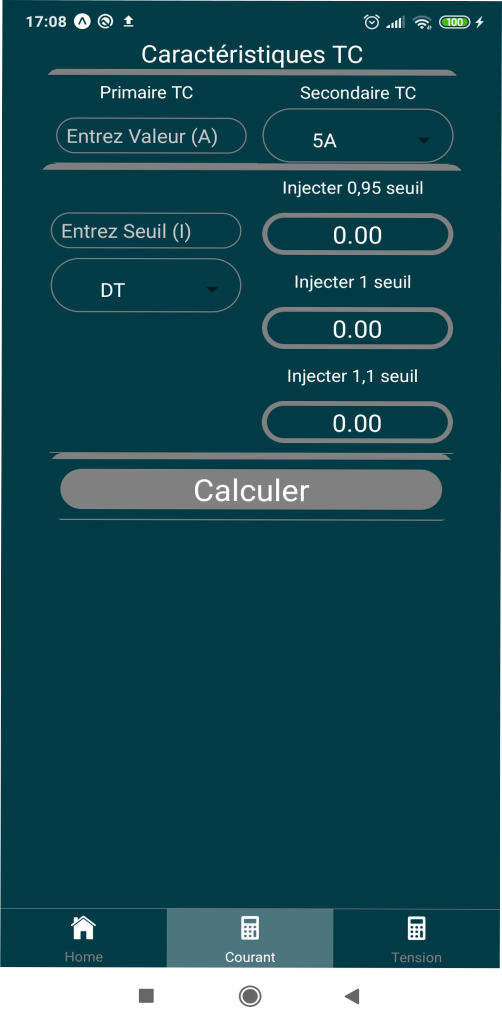 17:08 100
Caractéristiques TC
Primaire TC Secondaire TC
Entrez Valeur (A) 5A
Injecter 0,95 seuil
Entrez Seuil (I) 0.00
Injecter 1 seuil
DT
0.00
Injecter 1,1 seuil
0.00
Calculer
Home Courant Tension